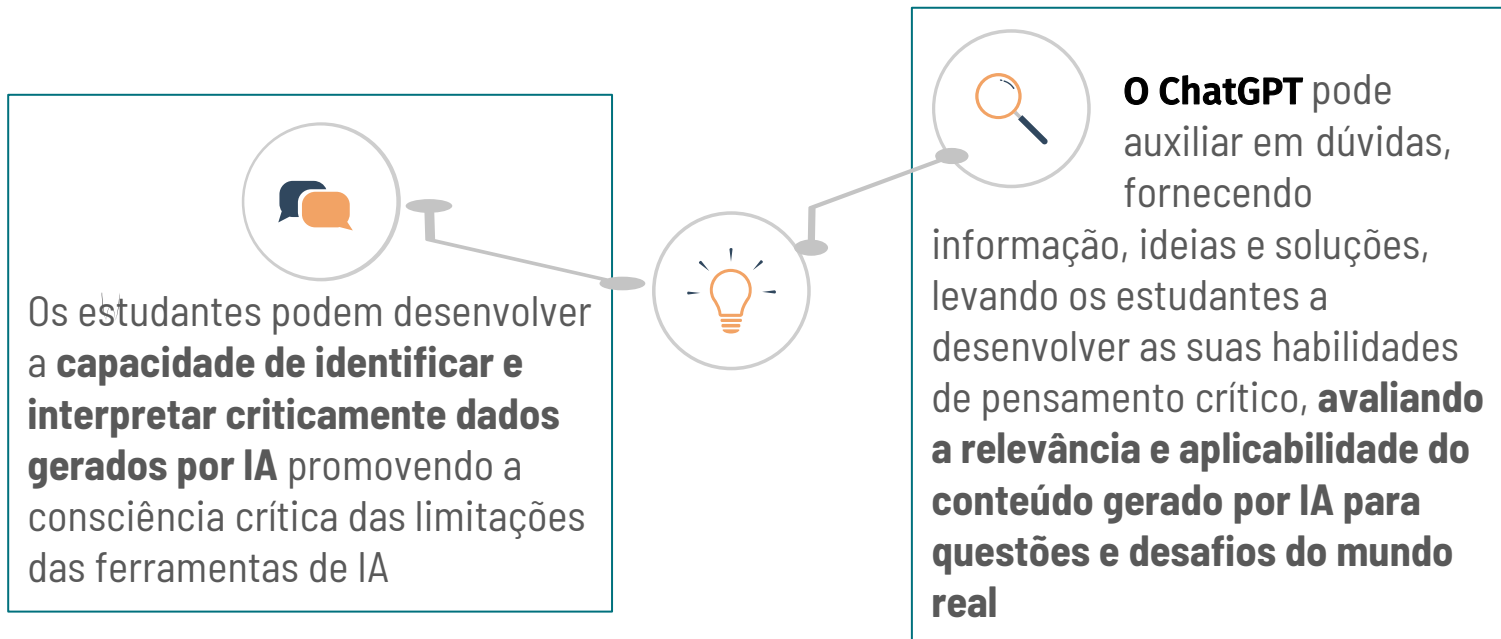 Os estudantes podem desenvolver
a capacidade de identificar e
interpretar criticamente dados
gerados por IA promovendo a
consciência crítica das limitações
das ferramentas de IA
O ChatGPT pode
auxiliar em dúvidas,
fornecendo
informação, ideias e soluções,
levando os estudantes a
desenvolver as suas habilidades
de pensamento crítico, avaliando
a relevância e aplicabilidade do
conteúdo gerado por IA para
questões e desafios do mundo
real